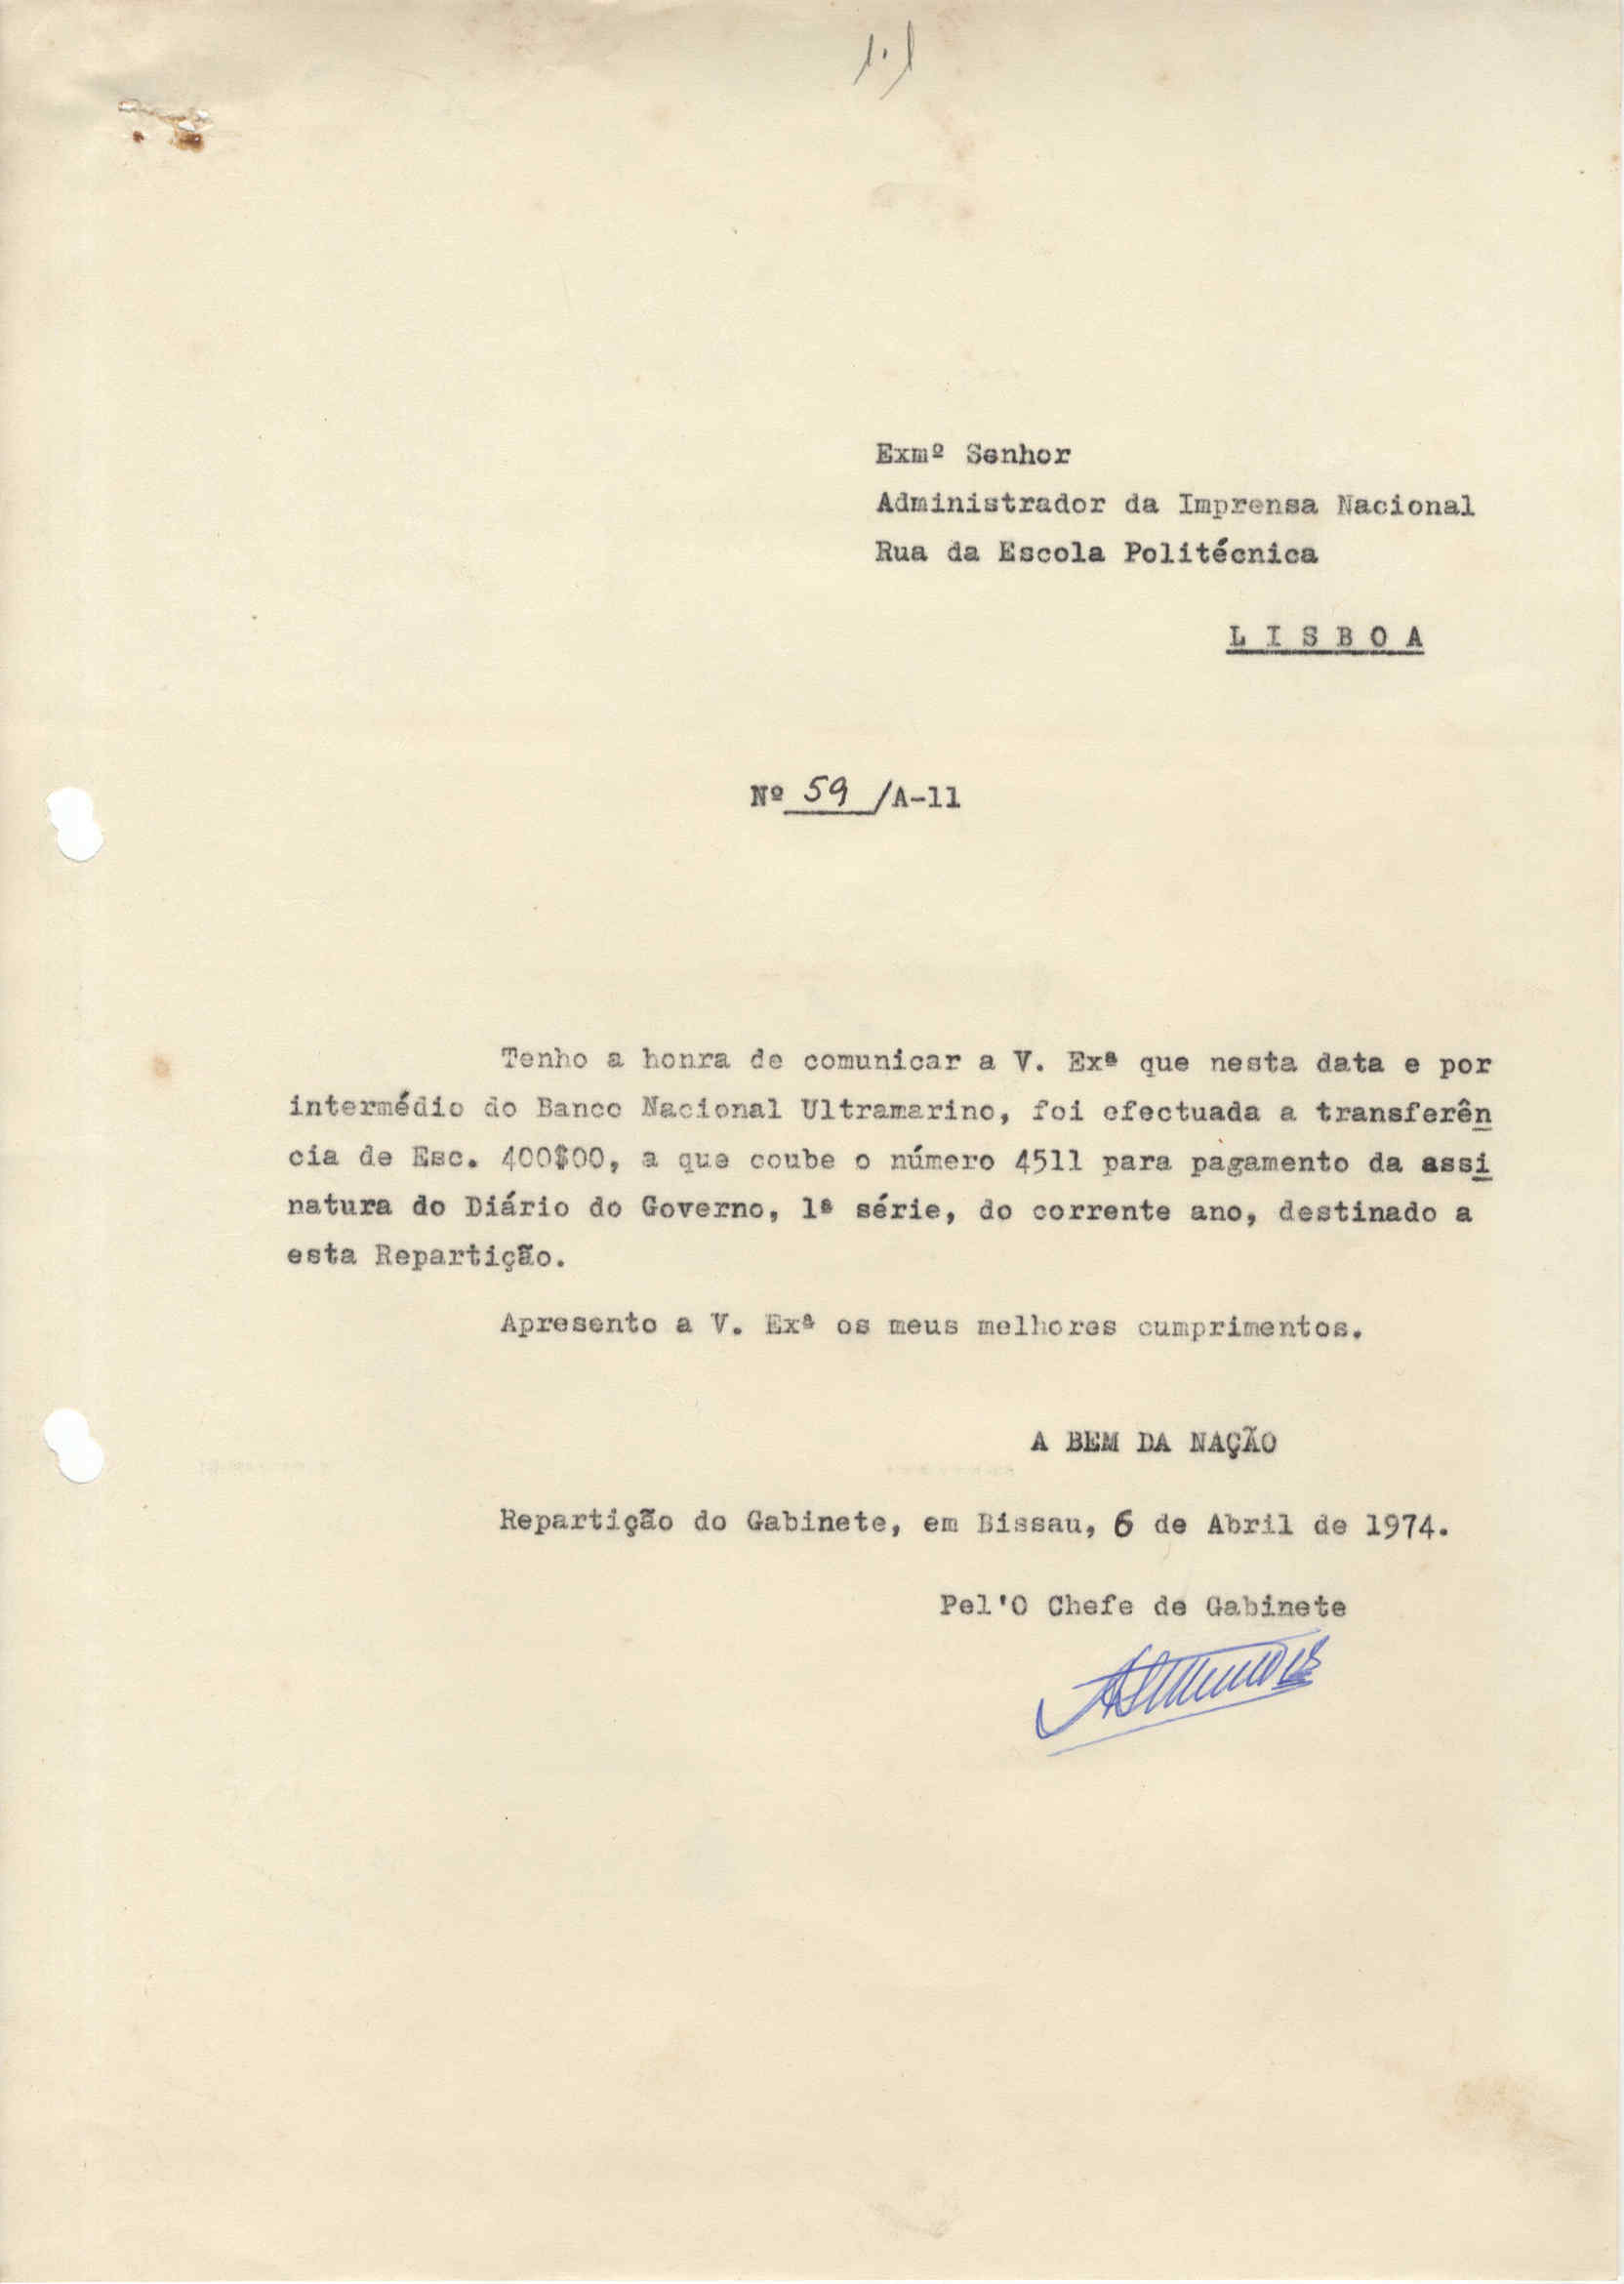 Exmº Senhor
Administrador da Imprensa Nacional
Rua da Escola Politécnica
L I S B O A
Nº 59 /A-11
Tenho a honra de comunicar a V. Exª que nesta data e por
intermédio do Banco Nacional Ultramarino, foi efectuada a transferên
cia de Esc. 400$00, a que coube o número 4511 para pagamento da assi
natura do Diário do Governo, 1ª série, do corrente ano, destinado a
esta Repartição.
Apresento a V. Exª os meus melhores cumprimentos.
A BEM DA NAÇÃO
Repartição do Gabinete, em Bissau, 6 de Abril de 1974.
Pel'O Chefe de Gabinete